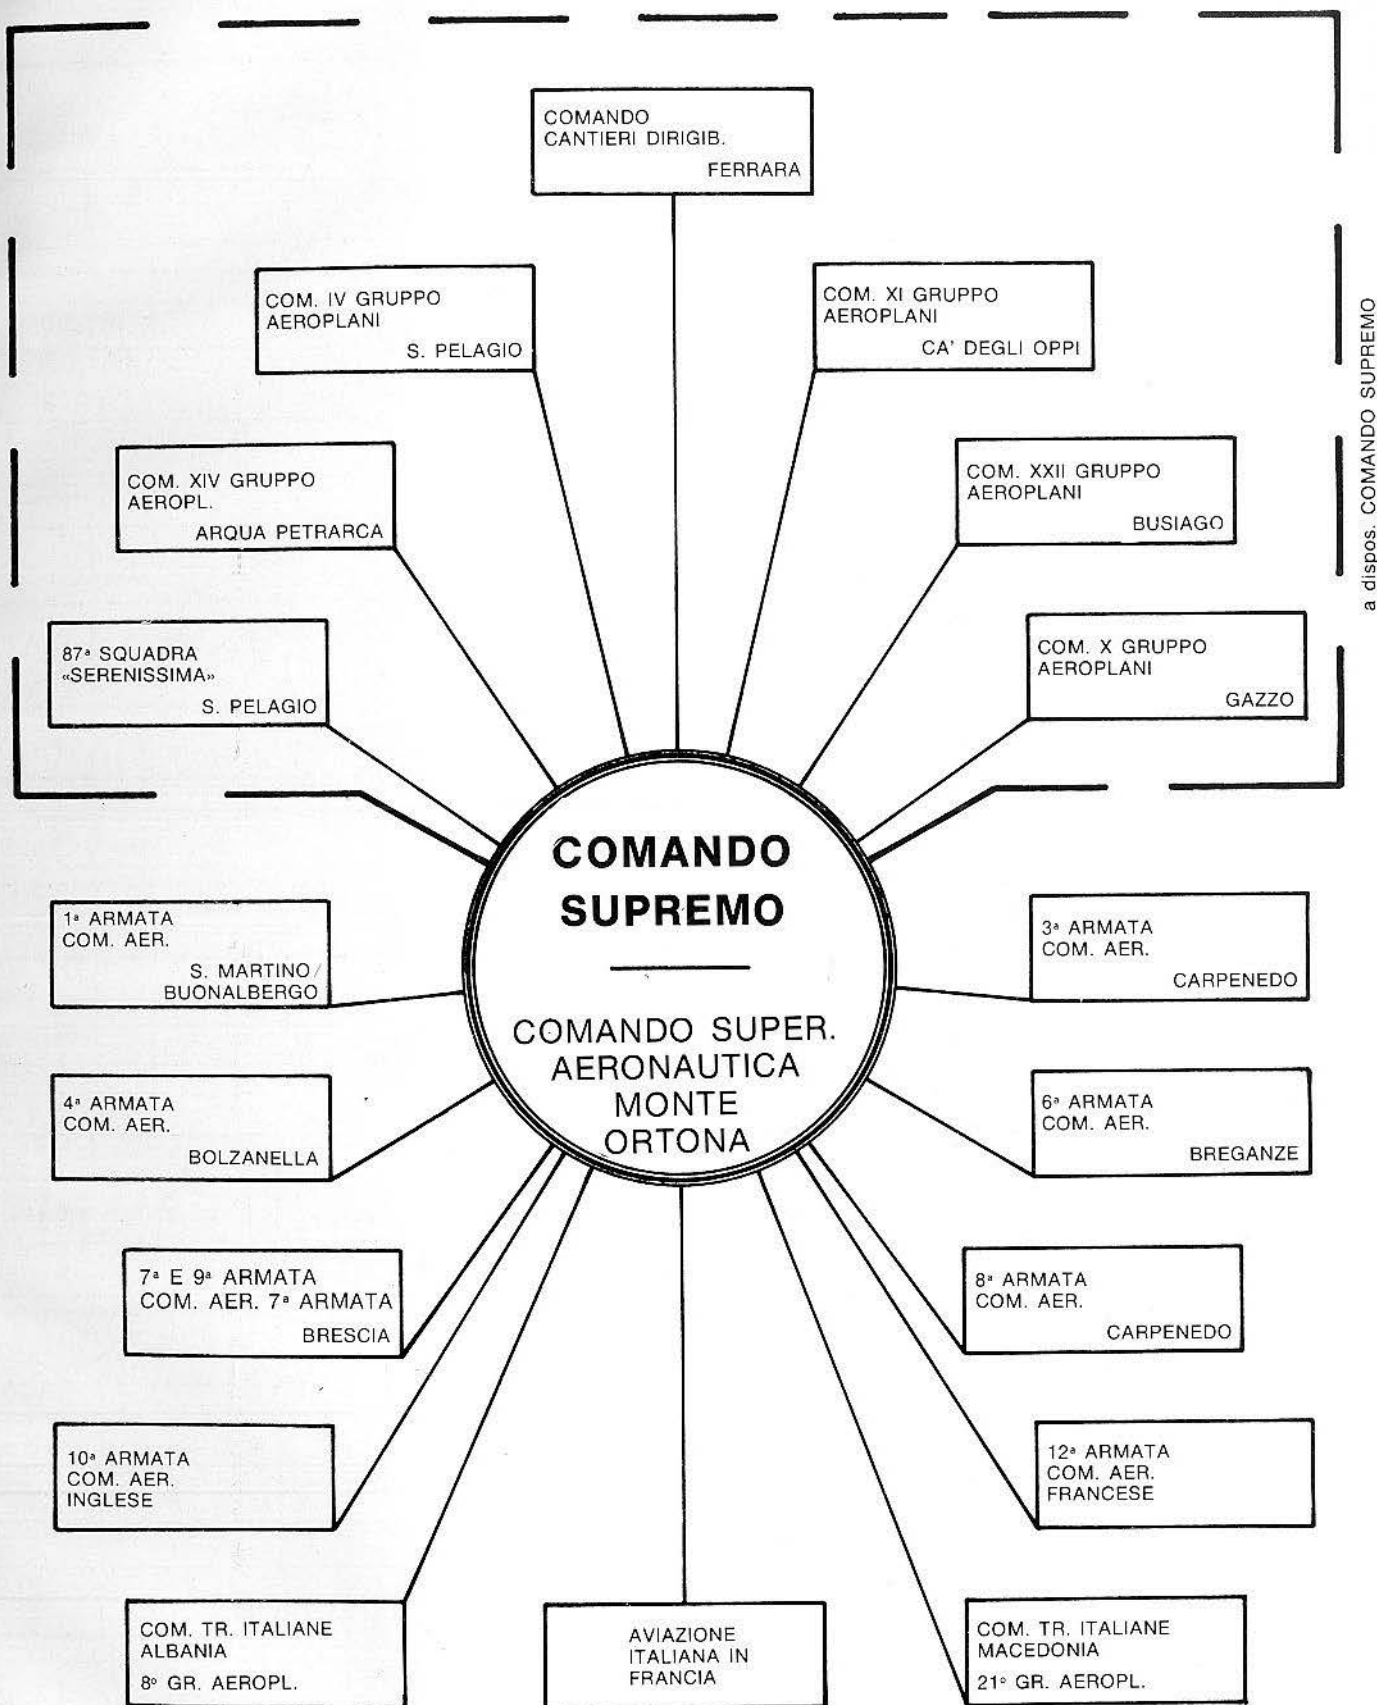 COMANDO
CANTIERI DIRIGIB.
FERRARA
COM. IV GRUPPO
AEROPLANI
S. PELAGIO
COM. XI GRUPPO
AEROPLANI
CA' DEGLI OPPI
COM. XIV GRUPPO
AEROPL.
ARQUA PETRARCA
COM. XXII GRUPPO
AEROPLANI
BUSIAGO
87ª SQUADRA
«SERENISSIMA»
S. PELAGIO
COM. X GRUPPO
AEROPLANI
GAZZO
a dispos. COMANDO SUPREMO
COMANDO
SUPREMO
COMANDO SUPER.
AERONAUTICA
MONTE
ORTONA
1ª ARMATA
COM. AER.
S. MARTINO/
BUONALBERGO
3ª ARMATA
COM. AER.
CARPENEDO
4ª ARMATA
COM. AER.
BOLZANELLA
6ª ARMATA
COM. AER.
BREGANZE
7ª E 9ª ARMATA
COM. AER. 7ª ARMATA
BRESCIA
8ª ARMATA
COM. AER.
CARPENEDO
10ª ARMATA
COM. AER.
INGLESE
12ª ARMATA
COM. AER.
FRANCESE
COM. TR. ITALIANE
ALBANIA
8º GR. AEROPL.
AVIAZIONE
ITALIANA IN
FRANCIA
COM. TR. ITALIANE
MACEDONIA
21º GR. AEROPL.